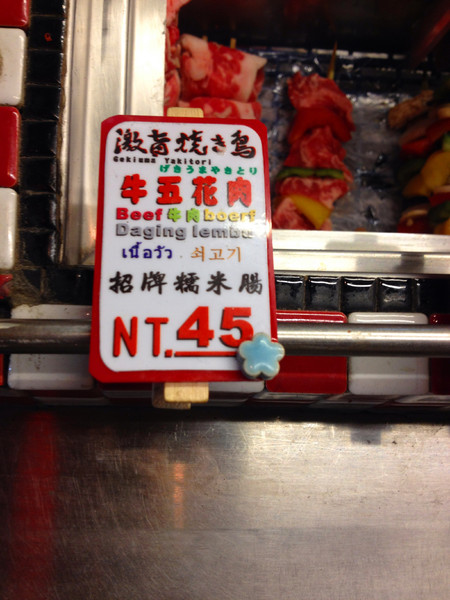 激旨焼き鳥
Gekiuma Yakitori
げきうまやきとり
牛五花肉
Beef 牛肉 boerf
Daging lembu
เนื้อวัว 쇠고기
招牌糯米腸
NT.45